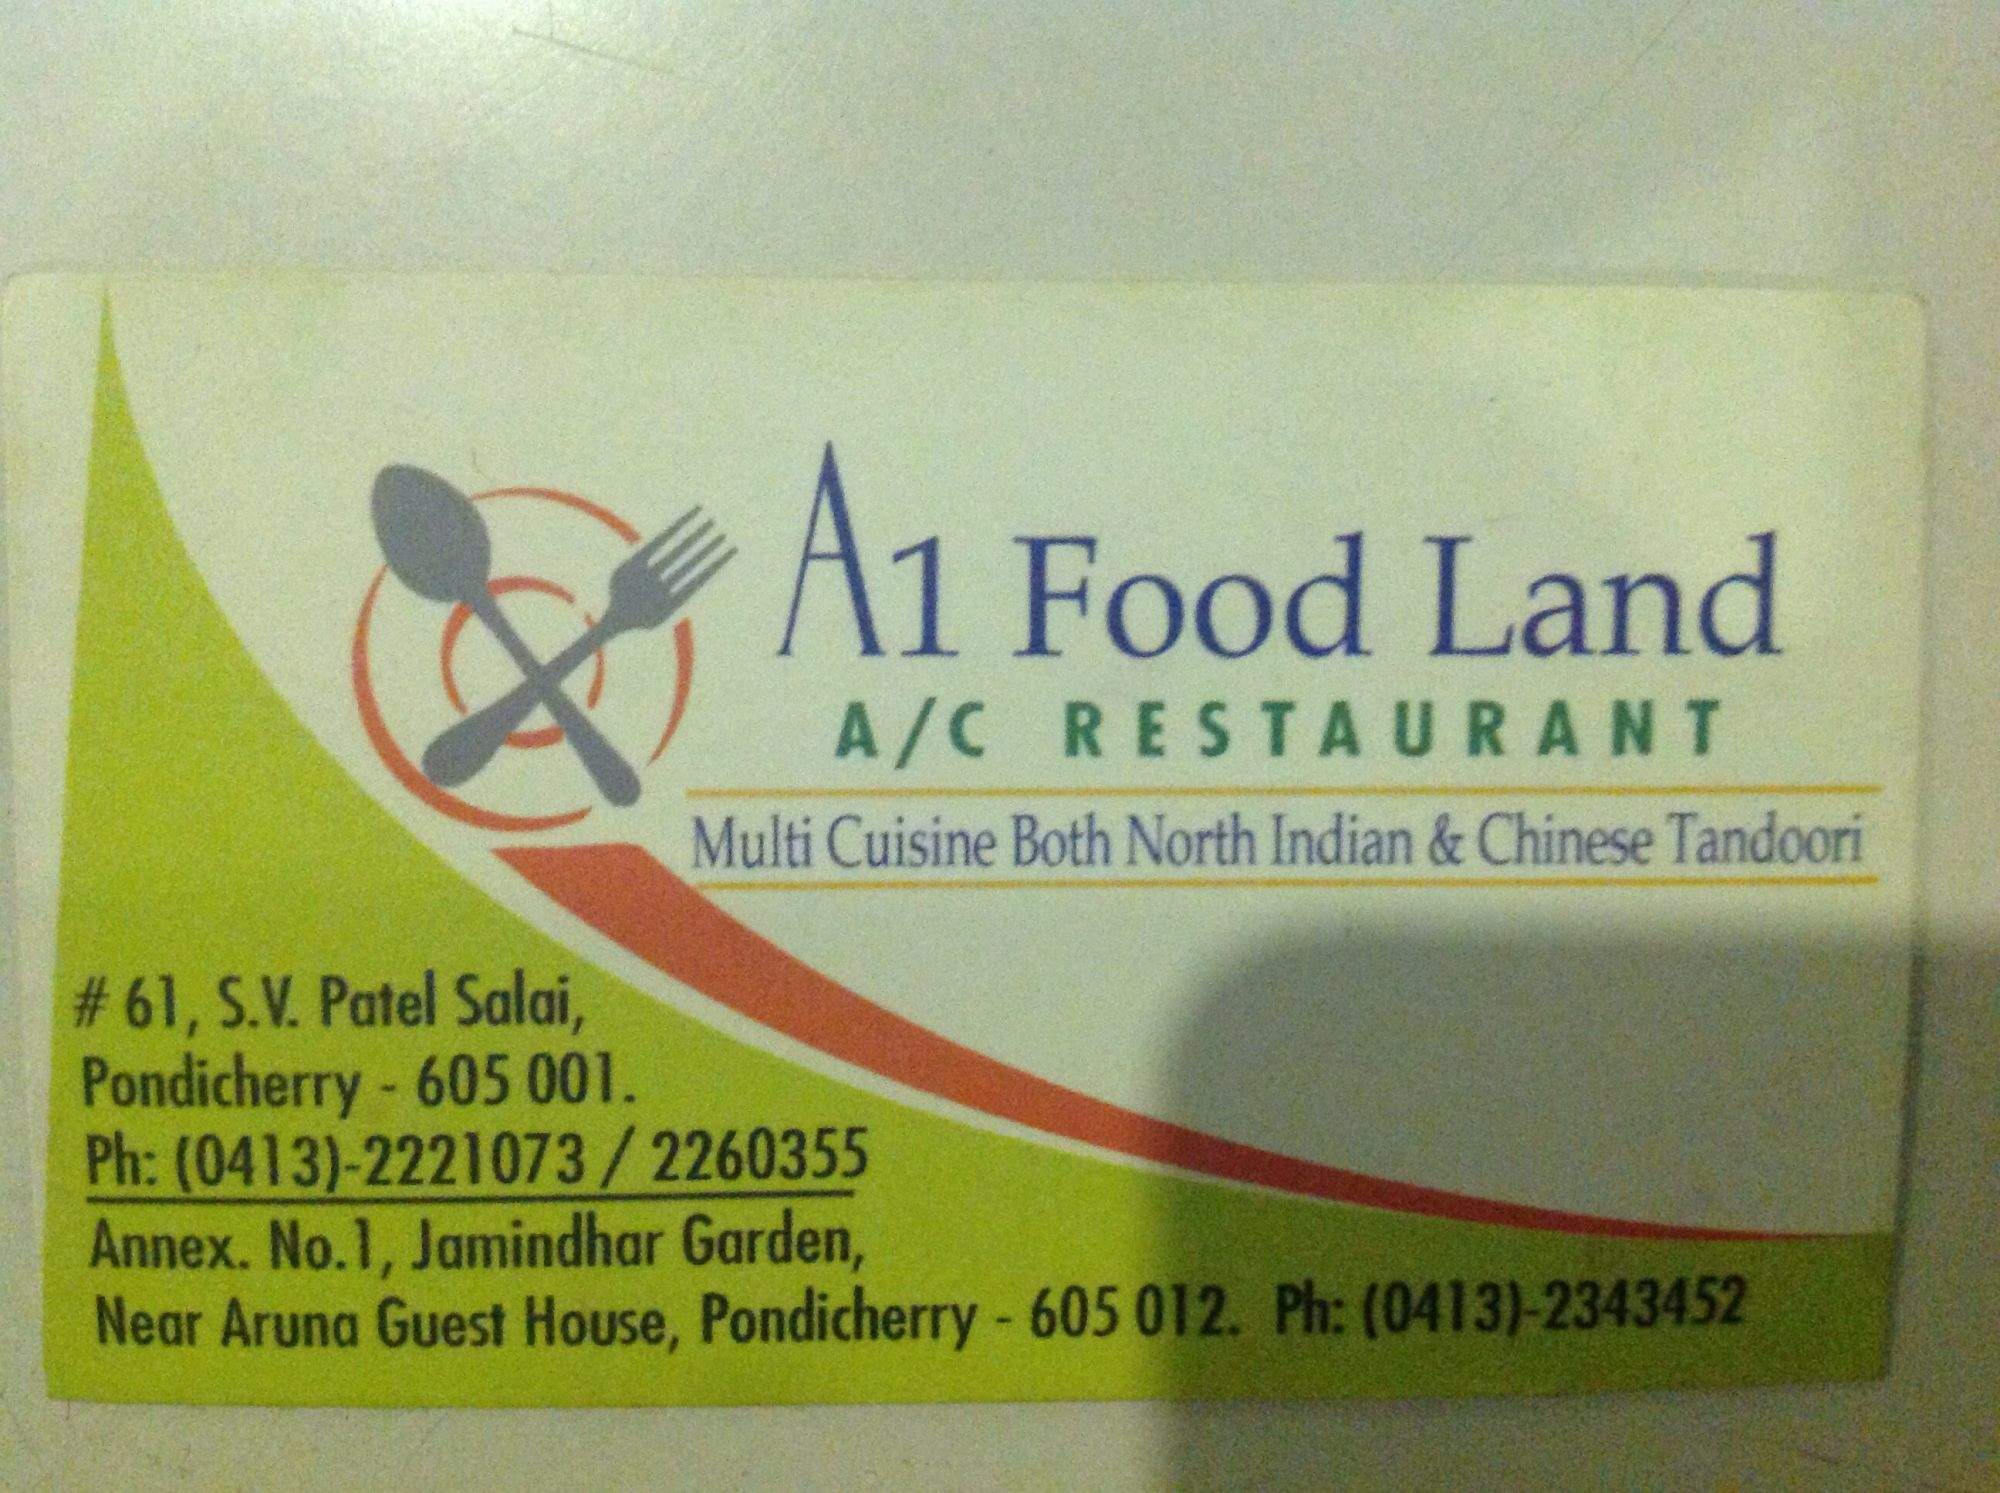 A1 Food Land
A/C RESTAURANT
Multi Cuisine Both North Indian & Chinese Tandoori
# 61, S.V. Patel Salai,
Pondicherry - 605 001.
Ph: (0413)-2221073 / 2260355
Annex. No.1, Jamindhar Garden,
Near Aruna Guest House, Pondicherry - 605 012. Ph: (0413)-2343452